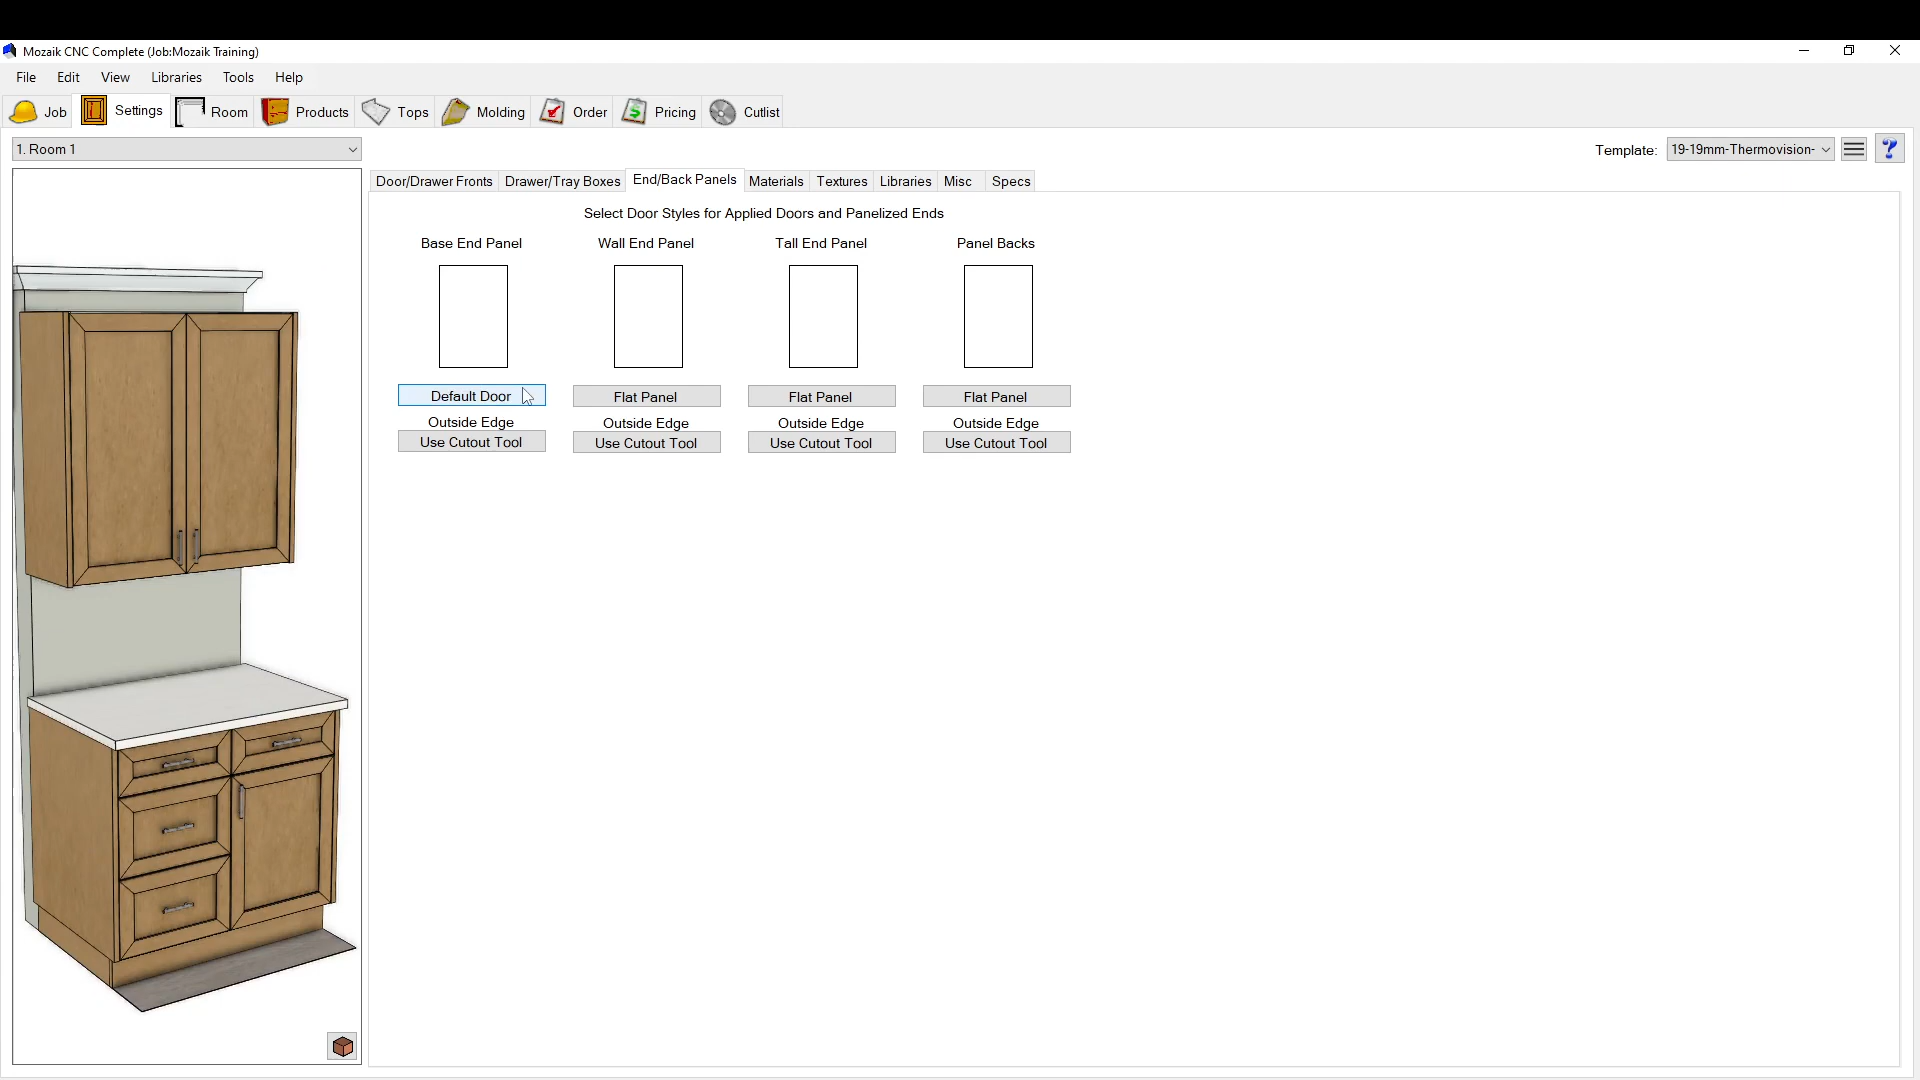 Mozaik CNC Complete (Job:Mozaik Training)
File Edit View Libraries Tools Help
Job Settings Room Products Tops Molding Order Pricing Cutlist
1. Room 1
Template: 19-19mm-Thermovision-
Door/Drawer Fronts Drawer/Tray Boxes End/Back Panels Materials Textures Libraries Misc Specs
Select Door Styles for Applied Doors and Panelized Ends
Base End Panel Wall End Panel Tall End Panel Panel Backs
Default Door Flat Panel Flat Panel Flat Panel
Outside Edge Outside Edge Outside Edge Outside Edge
Use Cutout Tool Use Cutout Tool Use Cutout Tool Use Cutout Tool